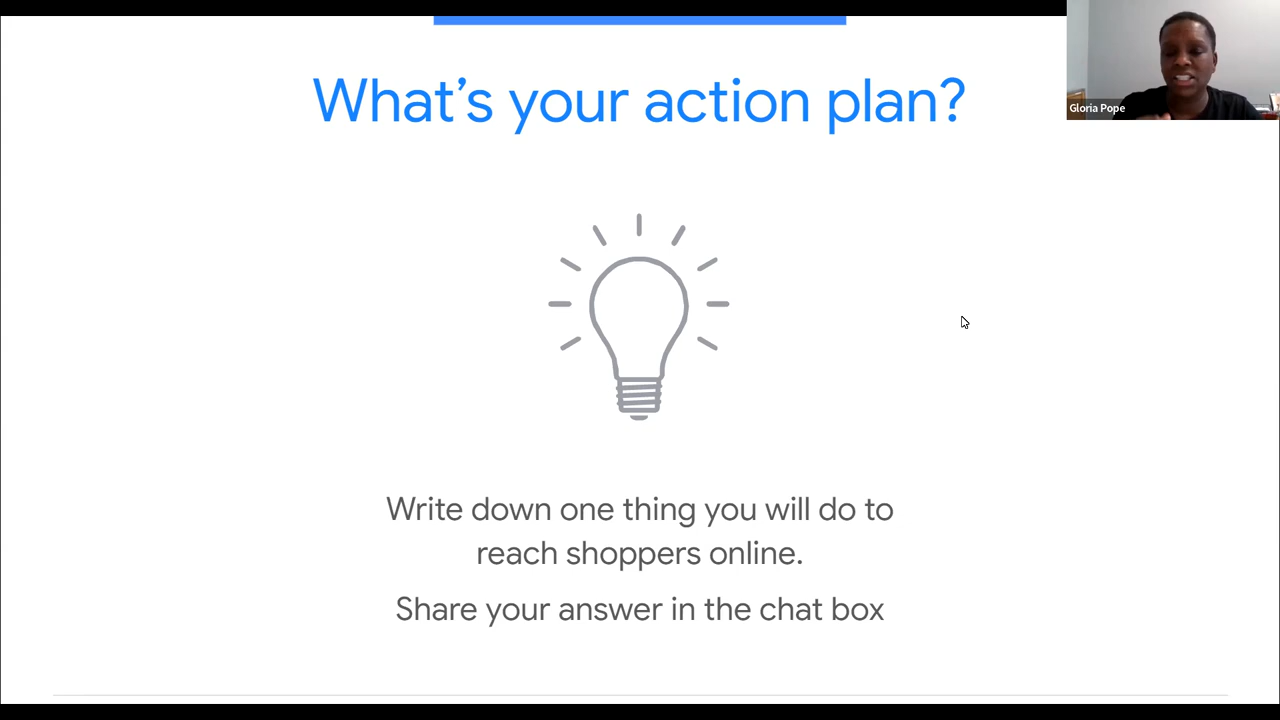 What's your action plan?
Gloria Pope
Write down one thing you will do to
reach shoppers online.
Share your answer in the chat box